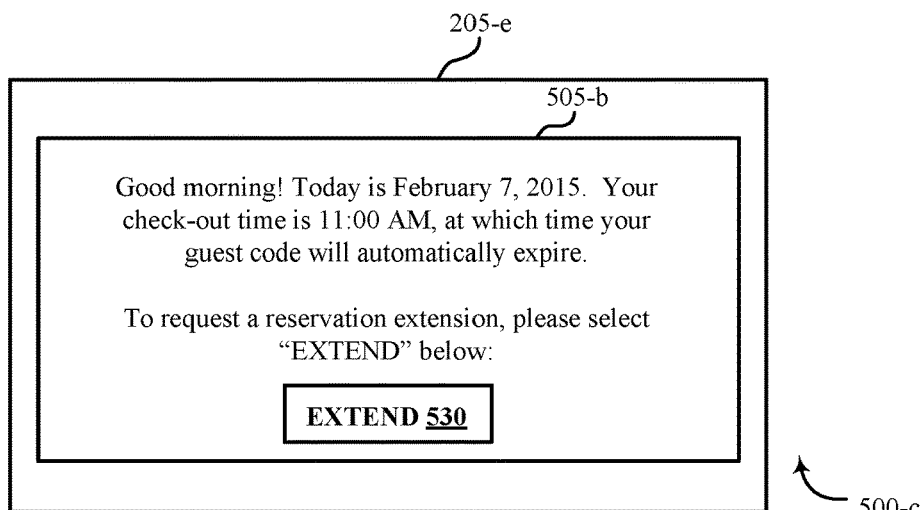 205-e
505-b
Good morning! Today is February 7, 2015. Your
check-out time is 11:00 AM, at which time your
guest code will automatically expire.
To request a reservation extension, please select
“EXTEND” below:
EXTEND 530
500-c